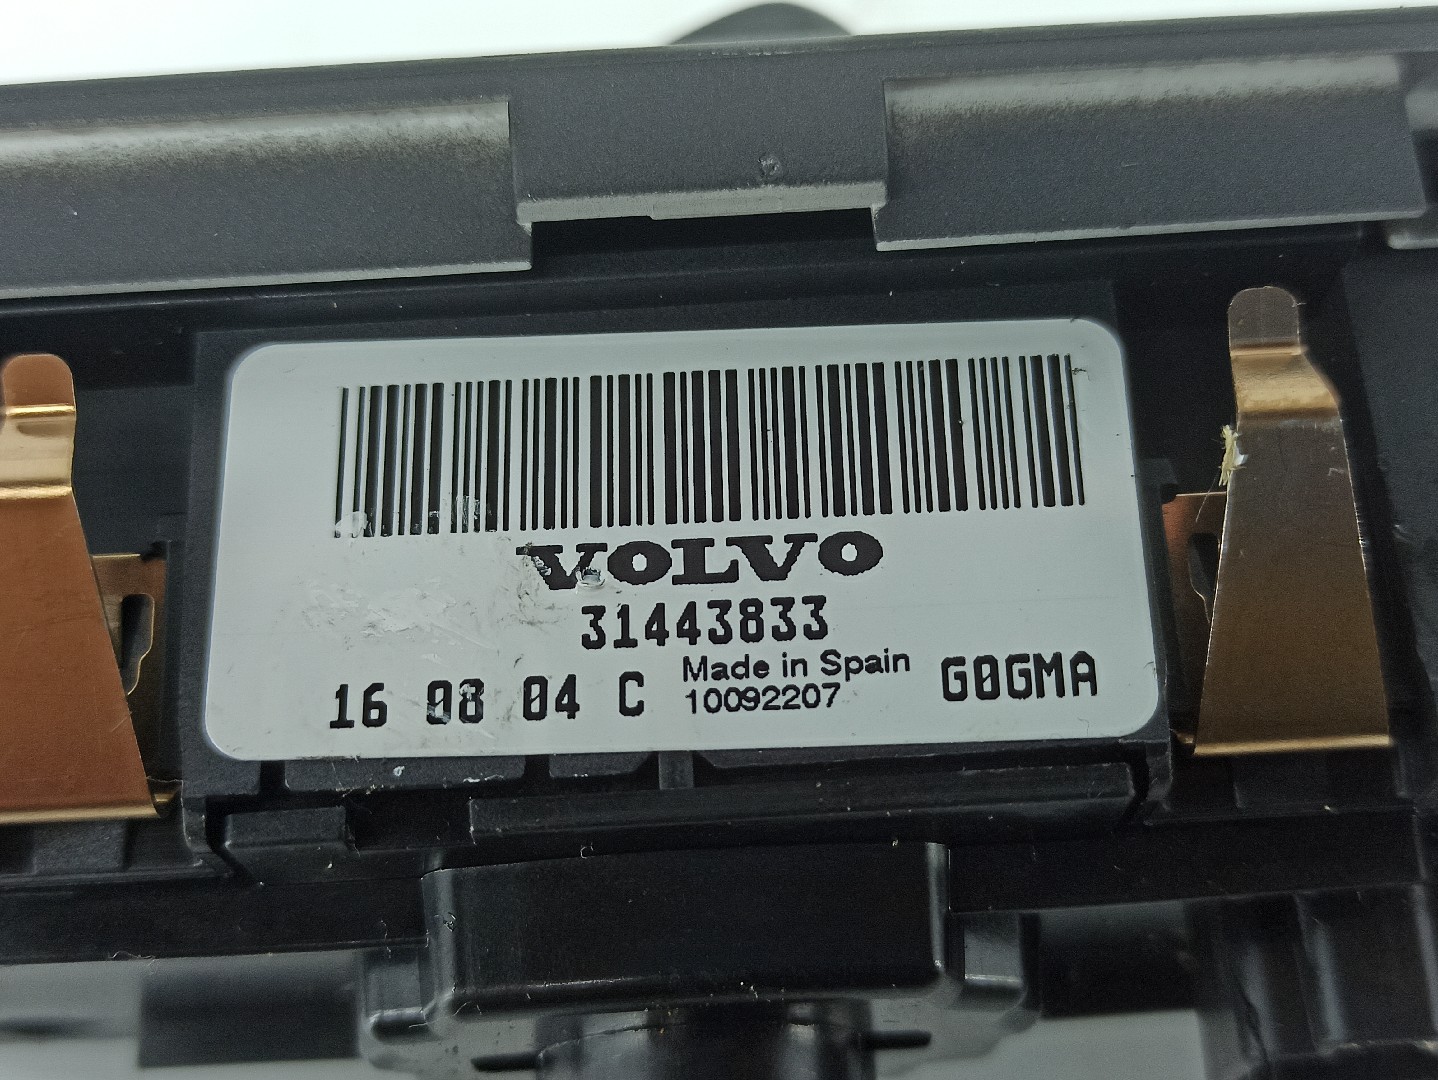 VOLVO
31443833
16 08 04 C Made in Spain G0GMA
10092207